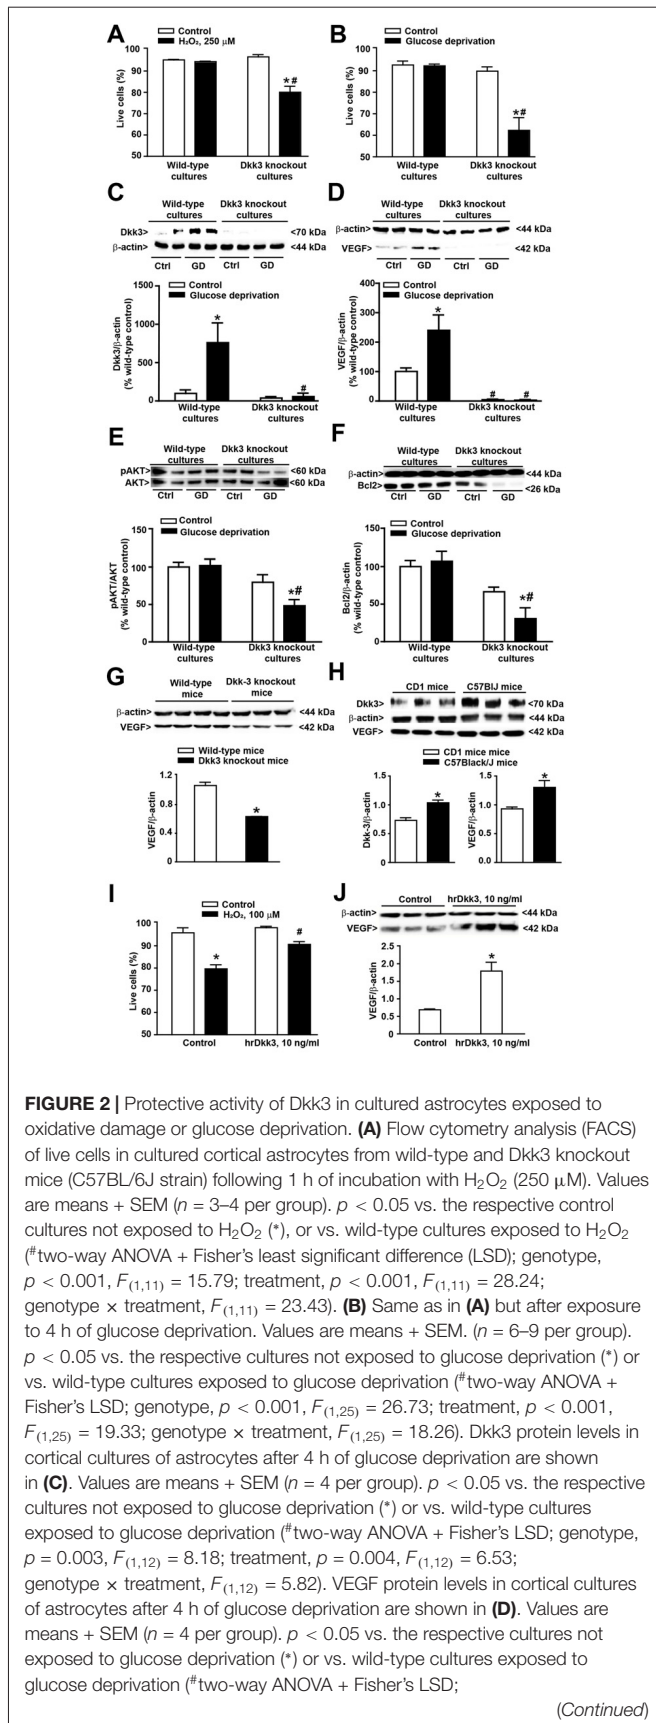 A
Control
H₂O₂, 250 μM
Live cells (%)
100
90
80
70
60
50
*#
Wild-type cultures
Dkk3 knockout cultures
B
Control
Glucose deprivation
Live cells (%)
100
90
80
70
60
50
*#
Wild-type cultures
Dkk3 knockout cultures
C
Wild-type cultures
Dkk3 knockout cultures
Dkk3>
<70 kDa
β-actin>
<44 kDa
Ctrl GD Ctrl GD
Control
Glucose deprivation
Dkk3/β-actin
(% wild-type control)
1500
1000
500
0
*
#
Wild-type cultures
Dkk3 knockout cultures
D
Wild-type cultures
Dkk3 knockout cultures
β-actin>
<44 kDa
VEGF>
<42 kDa
Ctrl GD Ctrl GD
Control
Glucose deprivation
VEGF/β-actin
(% wild-type control)
400
300
200
100
0
*
# #
Wild-type cultures
Dkk3 knockout cultures
E
Wild-type cultures
Dkk3 knockout cultures
pAKT>
<60 kDa
AKT>
<60 kDa
Ctrl GD Ctrl GD
Control
Glucose deprivation
pAKT/AKT
(% wild-type control)
150
100
50
0
*#
Wild-type cultures
Dkk3 knockout cultures
F
Wild-type cultures
Dkk3 knockout cultures
β-actin>
<44 kDa
Bcl2>
<26 kDa
Ctrl GD Ctrl GD
Control
Glucose deprivation
Bcl2/β-actin
(% wild-type control)
150
100
50
0
*#
Wild-type cultures
Dkk3 knockout cultures
G
Wild-type mice
Dkk-3 knockout mice
β-actin>
<44 kDa
VEGF>
<42 kDa
Wild-type mice
Dkk3 knockout mice
VEGF/β-actin
1.2
0.8
0.4
0
*
H
CD1 mice
C57BlJ mice
Dkk3>
<70 kDa
β-actin>
<44 kDa
VEGF>
<42 kDa
CD1 mice mice
C57Black/J mice
Dkk-3/β-actin
1.5
1.0
0.5
0.0
*
VEGF/β-actin
1.5
1.0
0.5
0.0
*
I
Control
H₂O₂, 100 μM
Live cells (%)
100
90
80
70
60
50
*
#
Control
hrDkk3, 10 ng/ml
J
Control
hrDkk3, 10 ng/ml
β-actin>
<44 kDa
VEGF>
<42 kDa
VEGF/β-actin
2.5
2.0
1.5
1.0
0.5
0
*
Control
hrDkk3, 10 ng/ml
FIGURE 2 | Protective activity of Dkk3 in cultured astrocytes exposed to
oxidative damage or glucose deprivation. (A) Flow cytometry analysis (FACS)
of live cells in cultured cortical astrocytes from wild-type and Dkk3 knockout
mice (C57BL/6J strain) following 1 h of incubation with H₂O₂ (250 μM). Values
are means + SEM (n = 3–4 per group). p < 0.05 vs. the respective control
cultures not exposed to H₂O₂ (*), or vs. wild-type cultures exposed to H₂O₂
(#two-way ANOVA + Fisher's least significant difference (LSD); genotype,
p < 0.001, F(1,11) = 15.79; treatment, p < 0.001, F(1,11) = 28.24;
genotype × treatment, F(1,11) = 23.43). (B) Same as in (A) but after exposure
to 4 h of glucose deprivation. Values are means + SEM. (n = 6–9 per group).
p < 0.05 vs. the respective cultures not exposed to glucose deprivation (*) or
vs. wild-type cultures exposed to glucose deprivation (#two-way ANOVA +
Fisher's LSD; genotype, p < 0.001, F(1,25) = 26.73; treatment, p < 0.001,
F(1,25) = 19.33; genotype × treatment, F(1,25) = 18.26). Dkk3 protein levels in
cortical cultures of astrocytes after 4 h of glucose deprivation are shown
in (C). Values are means + SEM (n = 4 per group). p < 0.05 vs. the respective
cultures not exposed to glucose deprivation (*) or vs. wild-type cultures
exposed to glucose deprivation (#two-way ANOVA + Fisher's LSD; genotype,
p = 0.003, F(1,12) = 8.18; treatment, p = 0.004, F(1,12) = 6.53;
genotype × treatment, F(1,12) = 5.82). VEGF protein levels in cortical cultures
of astrocytes after 4 h of glucose deprivation are shown in (D). Values are
means + SEM (n = 4 per group). p < 0.05 vs. the respective cultures not
exposed to glucose deprivation (*) or vs. wild-type cultures exposed to
glucose deprivation (#two-way ANOVA + Fisher's LSD;
(Continued)